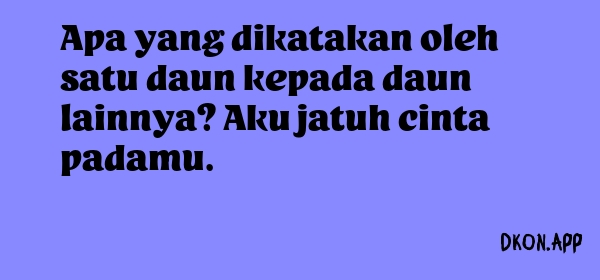 Apa yang dikatakan oleh
satu daun kepada daun
lainnya? Aku jatuh cinta
padamu.
DKON.APP